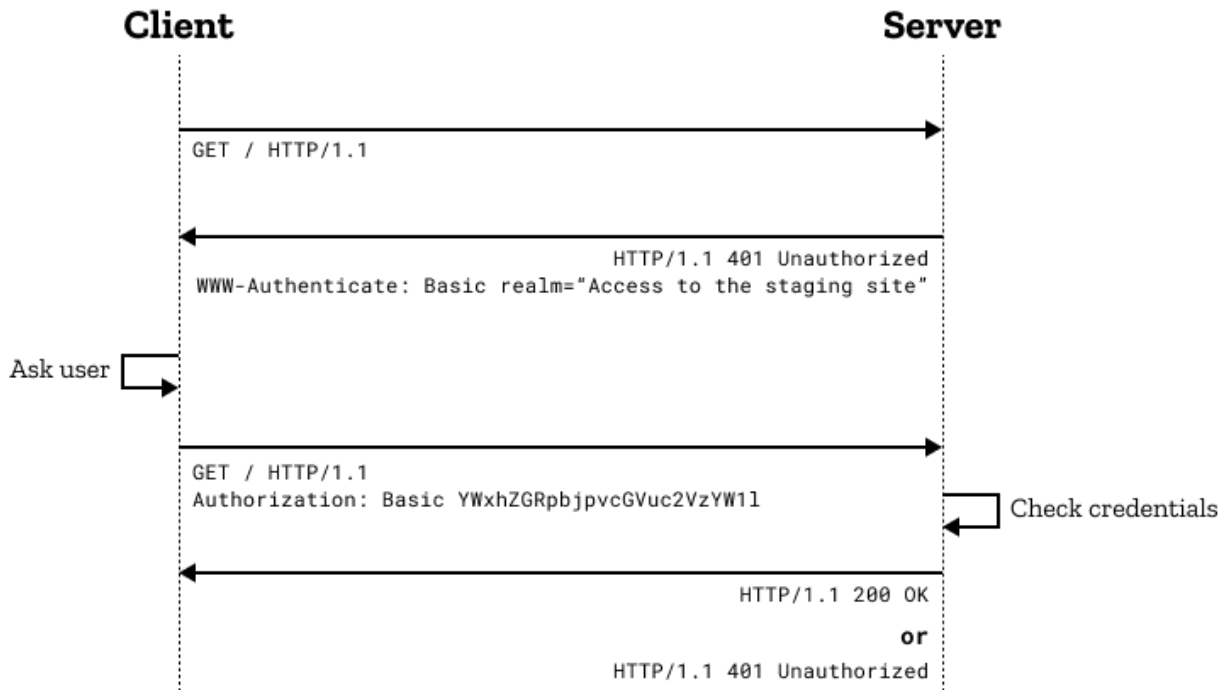 Client
Server
GET / HTTP/1.1
HTTP/1.1 401 Unauthorized
WWW-Authenticate: Basic realm=“Access to the staging site”
Ask user
GET / HTTP/1.1
Authorization: Basic YWxhZGRpbjpvcGVuc2VzYW1l
Check credentials
HTTP/1.1 200 OK
or
HTTP/1.1 401 Unauthorized